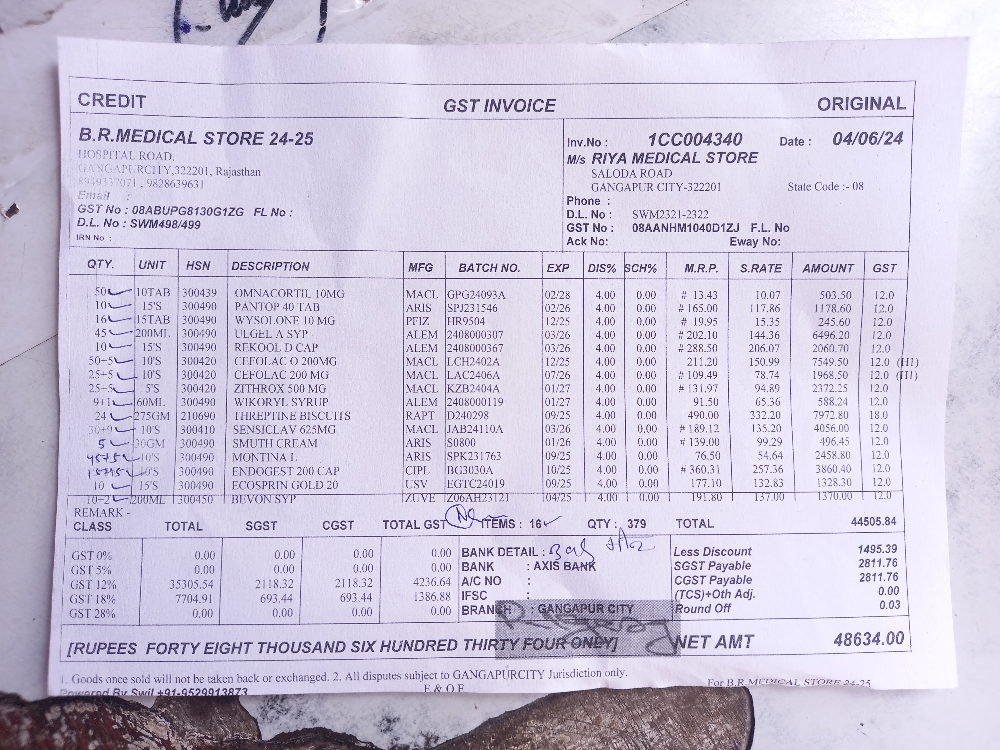 CREDIT GST INVOICE ORIGINAL
B.R.MEDICAL STORE 24-25
HOSPITAL ROAD.
GANGAPURCITY,322201, Rajasthan
9828639631
Email :
GST No : 08ABUPG8130G1ZG FL No :
D.L. No : SWM498/499
IRN No :
Inv.No : 1CC004340 Date : 04/06/24
M/s RIYA MEDICAL STORE
SALODA ROAD
GANGAPUR CITY-322201 State Code :- 08
Phone :
D.L. No : SWM2321-2322
GST No : 08AANHM1040D1ZJ F.L. No
Ack No: Eway No:
QTY. UNIT HSN DESCRIPTION MFG BATCH NO. EXP DIS% SCH% M.R.P. S.RATE AMOUNT GST
50 10TAB 300439 OMNACORTIL 10MG MACL GPG24093A 02/28 4.00 0.00 # 13.43 10.07 503.50 12.0
10 15'S 300490 PANTOP 40 TAB ARIS SPJ231546 02/26 4.00 0.00 # 165.00 117.86 1178.60 12.0
16 15TAB 300490 WYSOLONE 10 MG PFIZ HR9504 12/25 4.00 0.00 # 19.95 15.35 245.60 12.0
45 200ML 300490 ULGEL A SYP ALEM 2408000307 03/26 4.00 0.00 # 202.10 144.36 6496.20 12.0
10 15'S 300490 REKOOL D CAP ALEM 2408000367 03/26 4.00 0.00 # 288.50 206.07 2060.70 12.0
50+5 10'S 300420 CEFOLAC O 200MG MACL LCH2402A 12/25 4.00 0.00 211.20 150.99 7549.50 12.0 (H1)
25+5 10'S 300420 CEFOLAC 200 MG MACL LAC2406A 07/26 4.00 0.00 # 109.49 78.74 1968.50 12.0 (H1)
25+5 5'S 300420 ZITHROX 500 MG MACL KZB2404A 01/27 4.00 0.00 # 131.97 94.89 2372.25 12.0
9+1 60ML 300490 WIKORYL SYRUP ALEM 2408000119 01/27 4.00 0.00 91.50 65.36 588.24 12.0
24 275GM 210690 THREPTINE BISCUITS RAPT D240298 09/25 4.00 0.00 490.00 332.20 7972.80 18.0
30+9 10'S 300410 SENSICLAV 625MG MACL JAB24110A 03/26 4.00 0.00 # 189.12 135.20 4056.00 12.0
5 30GM 300490 SMUTH CREAM ARIS S0800 01/26 4.00 0.00 # 139.00 99.29 496.45 12.0
45+5 10'S 300490 MONTINA L ARIS SPK231763 09/25 4.00 0.00 76.50 54.64 2458.80 12.0
10'S 300490 ENDOGEST 200 CAP CIPL BG3030A 10/25 4.00 0.00 # 360.31 257.36 3860.40 12.0
10 15'S 300490 ECOSPRIN GOLD 20 USV EGTC24019 09/25 4.00 0.00 177.10 132.83 1328.30 12.0
10+2 200ML 300450 BEVON SYP ZUVE Z06AH23121 04/25 4.00 0.00 191.80 137.00 1370.00 12.0
REMARK -
CLASS TOTAL SGST CGST TOTAL GST ITEMS : 16 QTY : 379 TOTAL 44505.84
GST 0% 0.00 0.00 0.00 0.00
GST 5% 0.00 0.00 0.00 0.00
GST 12% 35305.54 2118.32 2118.32 4236.64
GST 18% 7704.91 693.44 693.44 1386.88
GST 28% 0.00 0.00 0.00 0.00
BANK DETAIL :
BANK : AXIS BANK
A/C NO :
IFSC :
BRANCH : GANGAPUR CITY
Less Discount 1495.39
SGST Payable 2811.76
CGST Payable 2811.76
(TCS)+Oth Adj. 0.00
Round Off 0.03
[RUPEES FORTY EIGHT THOUSAND SIX HUNDRED THIRTY FOUR ONLY] NET AMT 48634.00
1. Goods once sold will not be taken back or exchanged. 2. All disputes subject to GANGAPURCITY Jurisdiction only.
Powered By Swil +91-9529913873 E & O E For B.R.MEDICAL STORE 24-25